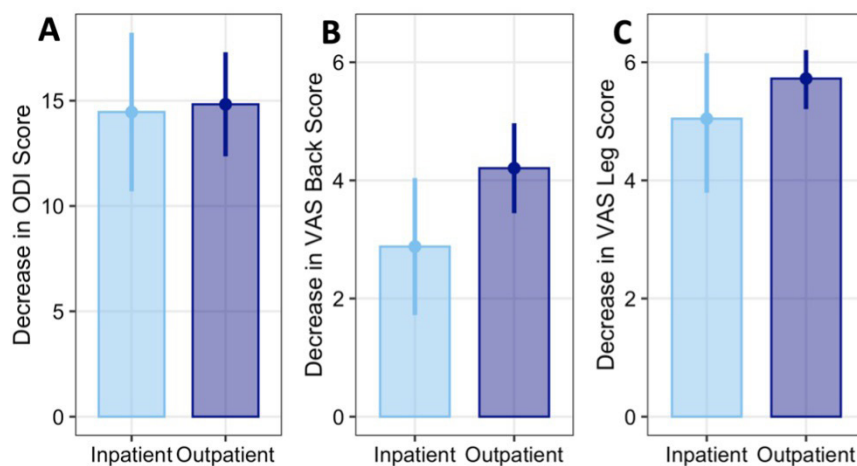 A
Decrease in ODI Score
15
10
5
0
Inpatient Outpatient
B
Decrease in VAS Back Score
6
4
2
0
Inpatient Outpatient
C
Decrease in VAS Leg Score
6
4
2
0
Inpatient Outpatient